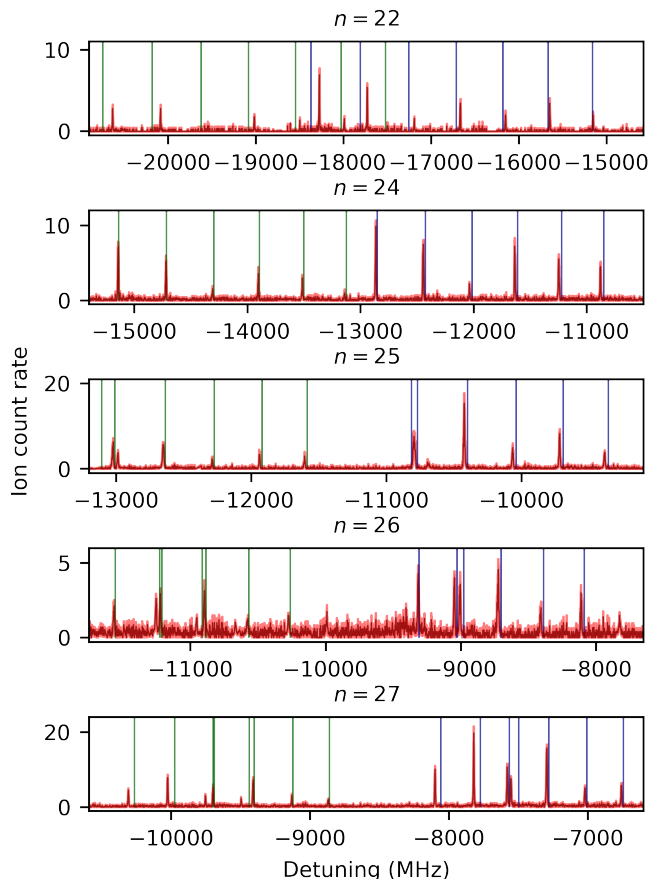 n = 22
10
0
−20000 −19000 −18000 −17000 −16000 −15000
n = 24
10
0
−15000 −14000 −13000 −12000 −11000
n = 25
20
0
−13000 −12000 −11000 −10000
n = 26
5
0
−11000 −10000 −9000 −8000
n = 27
20
0
−10000 −9000 −8000 −7000
Detuning (MHz)
Ion count rate